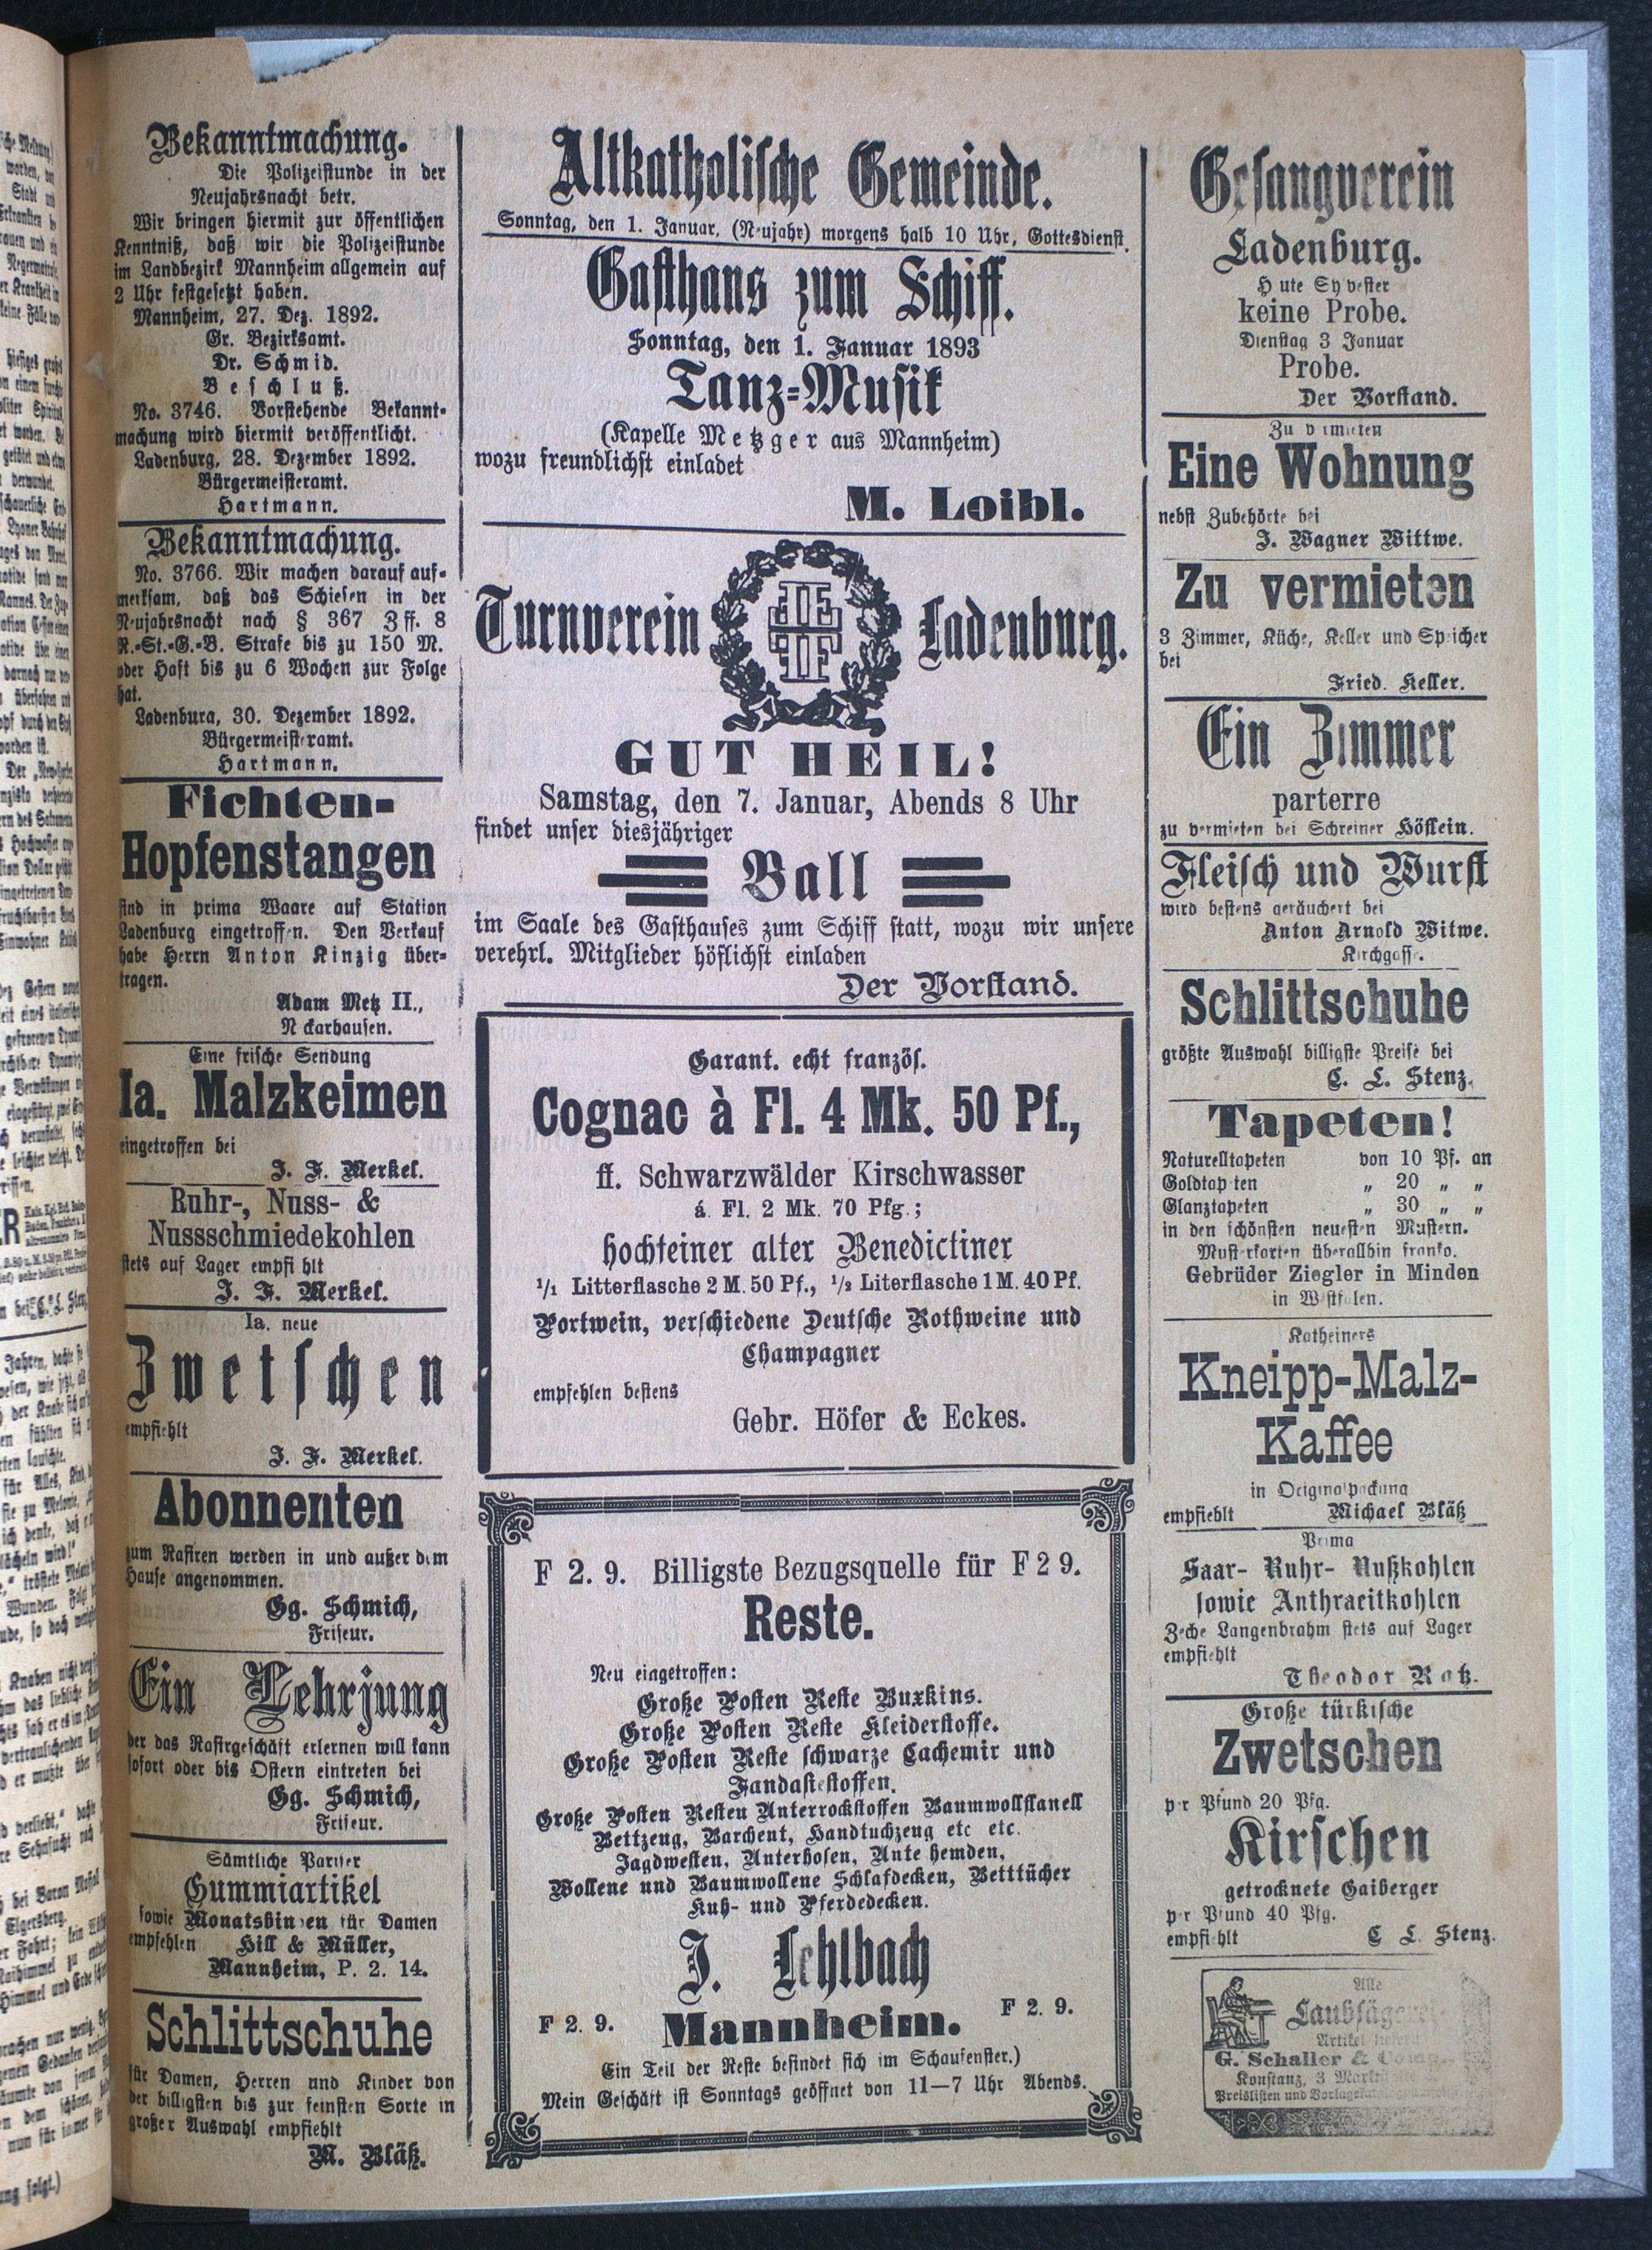 Bekanntmachung.
Die Polizeistunde in der
Neujahrsnacht betr.
Wir bringen hiermit zur öffentlichen
Kenntniß, daß wir die Polizeistunde
im Landbezirk Mannheim allgemein auf
2 Uhr festgesetzt haben.
Mannheim, 27. Dez. 1892.
Gr. Bezirksamt.
Dr. Schmid.
Beschluß.
No. 3746. Vorstehende Bekannt-
machung wird hiermit veröffentlicht.
Ladenburg, 28. Dezember 1892.
Bürgermeisteramt.
Hartmann.
Bekanntmachung.
No. 3766. Wir machen darauf auf-
merksam, daß das Schiesen in der
Neujahrsnacht nach § 367 Zff. 8
R.-St.-G.-B. Strafe bis zu 150 M.
oder Haft bis zu 6 Wochen zur Folge
hat.
Ladenburg, 30. Dezember 1892.
Bürgermeisteramt.
Hartmann.
Fichten-
Hopfenstangen
sind in prima Waare auf Station
Ladenburg eingetroffen. Den Verkauf
habe Herrn Anton Kinzig über-
tragen.
Adam Metz II.,
N ckarhausen.
Eine frische Sendung
Ia. Malzkeimen
eingetroffen bei
J. F. Merkel.
Ruhr-, Nuss- &
Nussschmiedekohlen
stets auf Lager empfi hlt
J. F. Merkel.
Ia. neue
Zwetschen
empfiehlt
J. F. Merkel.
Abonnenten
zum Rasiren werden in und außer dem
Hause angenommen.
Gg. Schmich,
Friseur.
Ein Lehrjung
der das Rasirgeschäft erlernen will kann
sofort oder bis Ostern eintreten bei
Gg. Schmich,
Friseur.
Sämtliche Pariser
Gummiartikel
sowie Monatsbinden für Damen
empfehlen Hill & Müller,
Mannheim, P. 2. 14.
Schlittschuhe
für Damen, Herren und Kinder von
der billigsten bis zur feinsten Sorte in
großer Auswahl empfiehlt
M. Bläß.
Altkatholische Gemeinde.
Sonntag, den 1. Januar, (Neujahr) morgens halb 10 Uhr, Gottesdienst.
Gasthaus zum Schiff.
Sonntag, den 1. Januar 1893
Tanz-Musik
(Kapelle Metzger aus Mannheim)
wozu freundlichst einladet
M. Loibl.
Turnverein Ladenburg.
GUT HEIL!
Samstag, den 7. Januar, Abends 8 Uhr
findet unser diesjähriger
Ball
im Saale des Gasthauses zum Schiff statt, wozu wir unsere
verehrl. Mitglieder höflichst einladen
Der Vorstand.
Garant. echt französ.
Cognac à Fl. 4 Mk. 50 Pf.,
ff. Schwarzwälder Kirschwasser
á Fl. 2 Mk. 70 Pfg.;
hochfeiner alter Benedictiner
1/1 Litterflasche 2 M. 50 Pf., 1/2 Literflasche 1 M. 40 Pf.
Portwein, verschiedene Deutsche Rothweine und
Champagner
empfehlen bestens
Gebr. Höfer & Eckes.
F 2. 9. Billigste Bezugsquelle für F 2 9.
Reste.
Neu eingetroffen:
Große Posten Reste Buxkins.
Große Posten Reste Kleiderstoffe.
Große Posten Reste schwarze Cachemir und
Fandasiestoffen.
Große Posten Resten Unterrockstoffen Baumwollflanell
Bettzeug, Barchent, Handtuchzeug etc etc.
Jagdwesten, Unterhosen, Unte hemden,
Wollene und Baumwollene Schlafdecken, Betttücher
Kuh- und Pferdedecken.
J. Lehlbach
F 2. 9. Mannheim. F 2. 9.
Ein Teil der Reste befindet sich im Schaufenster.)
Mein Geschäft ist Sonntags geöffnet von 11—7 Uhr Abends.
Gesangverein
Ladenburg.
H ute Sylvester
keine Probe.
Dienstag 3 Januar
Probe.
Der Vorstand.
Zu v rmieten
Eine Wohnung
nebst Zubehörte bei
J. Wagner Wittwe.
Zu vermieten
3 Zimmer, Küche, Keller und Speicher
bei
Fried. Keller.
Ein Zimmer
parterre
zu vermieten bei Schreiner Höflein.
Fleisch und Wurst
wird bestens geräuchert bei
Anton Arnold Witwe.
Kirchgasse.
Schlittschuhe
größte Auswahl billigste Preise bei
C. L. Stenz.
Tapeten!
Naturelltapeten von 10 Pf. an
Goldtap ten „ 20 „ „
Glanztapeten „ 30 „ „
in den schönsten neuesten Mustern.
Musterkarten überallhin franko.
Gebrüder Ziegler in Minden
in W stfalen.
Katheiners
Kneipp-Malz-
Kaffee
in Originalpackung
empfiehlt Michael Bläß
Prima
Saar- Ruhr- Nußkohlen
sowie Anthracitkohlen
Zeche Langenbrahm stets auf Lager
empfiehlt
Theodor Ratz.
Große türkische
Zwetschen
p r Pfund 20 Pfg.
Kirschen
getrocknete Gaiberger
p r Pfund 40 Pfg.
empfi hlt C L. Stenz.
Alle
Laubsäge
Artikel
G. Schaller & Comp.
Konstanz, 3 Markt
Preislisten und